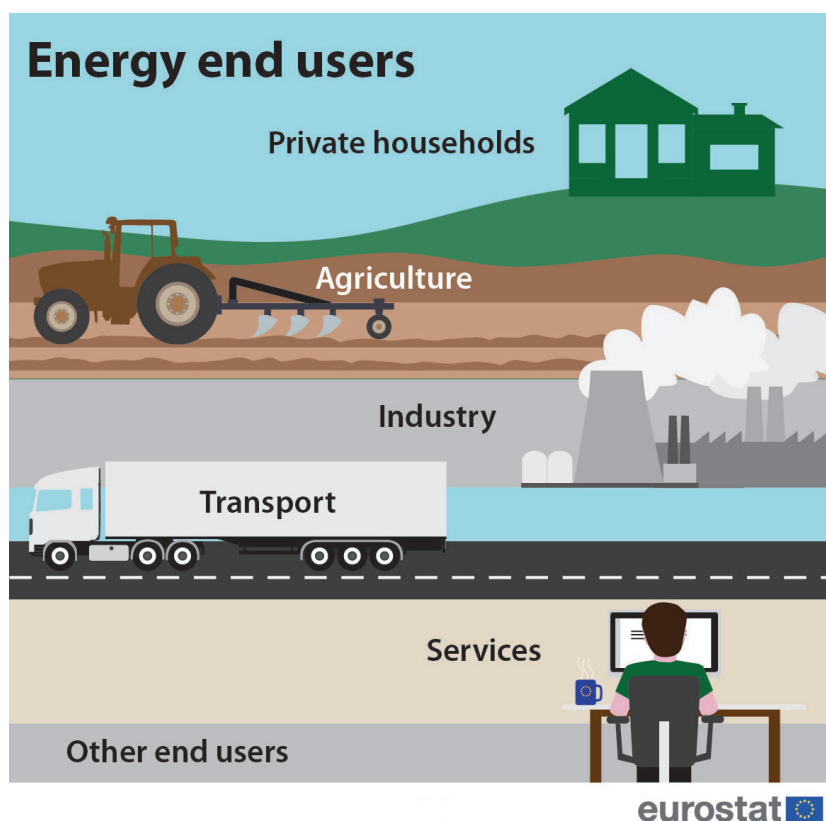 Energy end users
Private households
Agriculture
Industry
Transport
Services
Other end users
eurostat